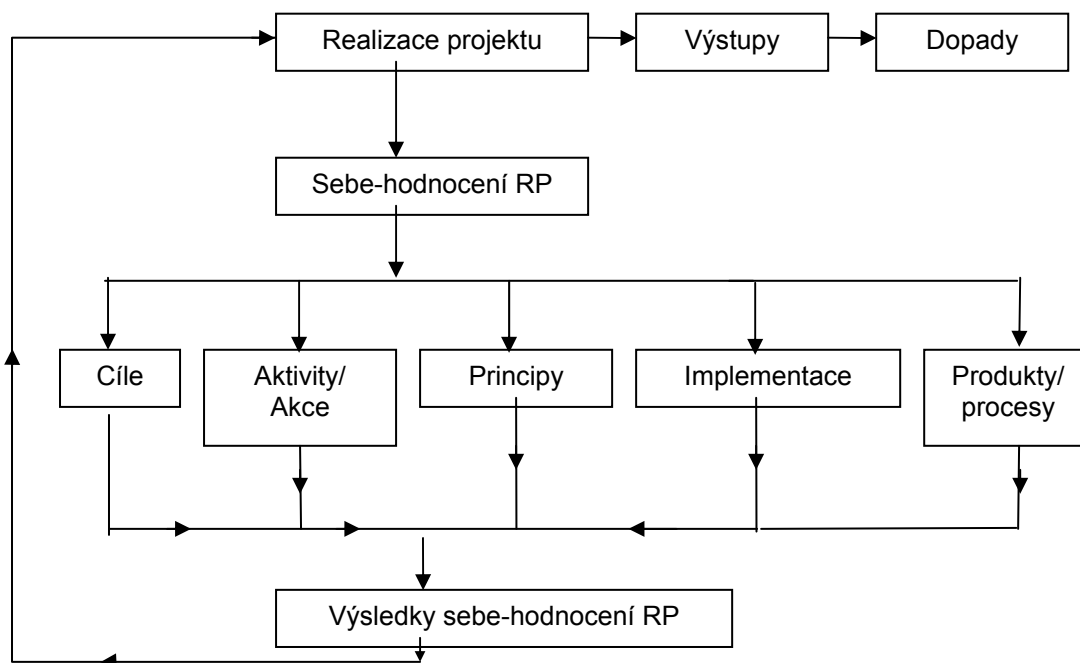 Realizace projektu
Výstupy
Dopady
Sebe-hodnocení RP
Cíle
Aktivity/
Akce
Principy
Implementace
Produkty/
procesy
Výsledky sebe-hodnocení RP